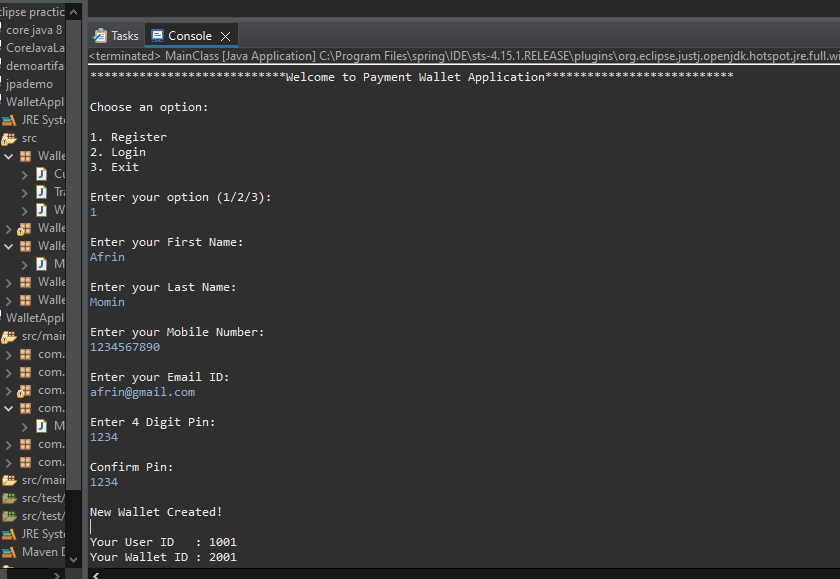 clipse practic
core java 8
CoreJavaLa
demoartifa
jpademo
WalletAppl
JRE Syst
src
Walle
Cu
Tra
W
Walle
Walle
M
Walle
Walle
WalletAppl
src/mair
com.
com.
com.
com.
M
com.
com.
src/mair
src/test/
src/test/
JRE Syst
Maven D
Tasks
Console
<terminated> MainClass [Java Application] C:\Program Files\spring\IDE\sts-4.15.1.RELEASE\plugins\org.eclipse.justj.openjdk.hotspot.jre.full.wi
****************************Welcome to Payment Wallet Application***************************
Choose an option:
1. Register
2. Login
3. Exit
Enter your option (1/2/3):
1
Enter your First Name:
Afrin
Enter your Last Name:
Momin
Enter your Mobile Number:
1234567890
Enter your Email ID:
afrin@gmail.com
Enter 4 Digit Pin:
1234
Confirm Pin:
1234
New Wallet Created!
Your User ID   : 1001
Your Wallet ID : 2001